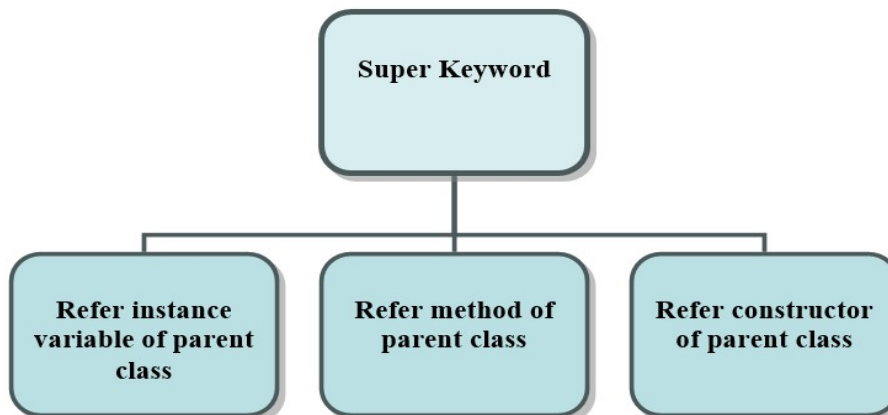 Super Keyword
Refer instance
variable of parent
class
Refer method of
parent class
Refer constructor
of parent class